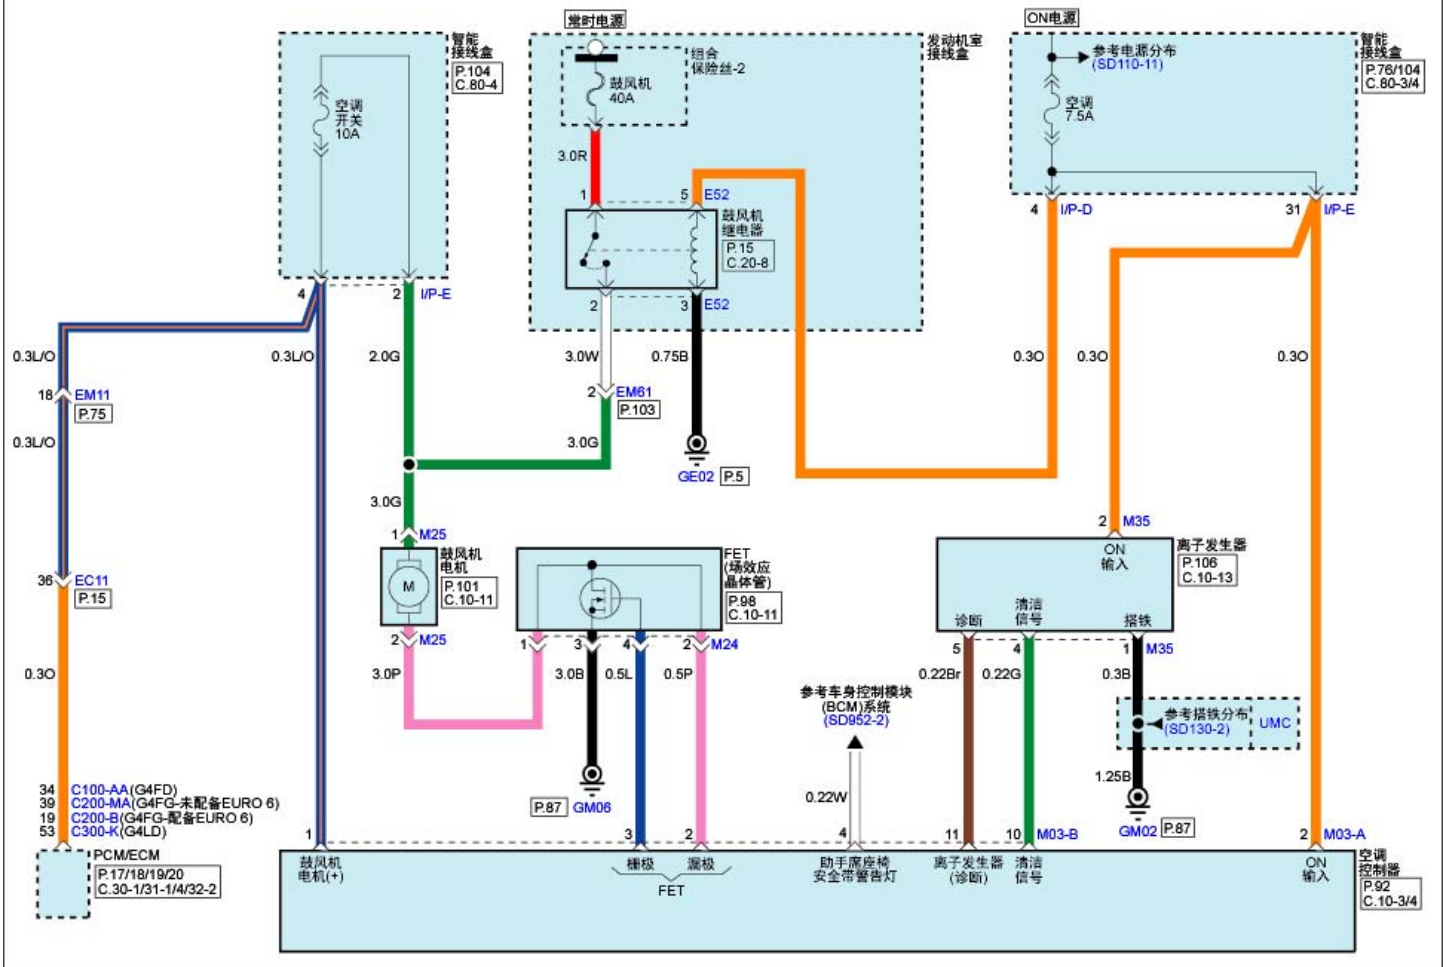 常时电源
ON电源
智能
接线盒
P.104
C.80-4
空调
开关
10A
发动机室
接线盒
组合
保险丝-2
鼓风机
40A
智能
接线盒
P.76/104
C.80-3/4
参考电源分布
(SD110-11)
空调
7.5A
3.0R
1
5 E52
鼓风机
继电器
P.15
C.20-8
4 I/P-D
31 I/P-E
4
2 I/P-E
2
3 E52
0.3L/O
0.3L/O
2.0G
3.0W
0.75B
0.3O
0.3O
0.3O
18 EM11
P.75
2 EM61
P.103
0.3L/O
3.0G
GE02 P.5
3.0G
1 M25
鼓风机
电机
P.101
C.10-11
M
FET
(场效应
晶体管)
P.98
C.10-11
2 M35
离子发生器
P.106
C.10-13
ON
输入
诊断
清洁
信号
搭铁
36 EC11
P.15
2 M25
1
3
4
2 M24
5
4
1 M35
0.3O
3.0P
3.0B
0.5L
0.5P
0.22Br
0.22G
0.3B
参考车身控制模块
(BCM)系统
(SD952-2)
参考搭铁分布
(SD130-2)
UMC
0.22W
1.25B
P.87 GM06
GM02 P.87
34 C100-AA(G4FD)
39 C200-MA(G4FG-未配备EURO 6)
19 C200-B(G4FG-配备EURO 6)
53 C300-K(G4LD)
1
3
2
4
11
10 M03-B
2 M03-A
PCM/ECM
P.17/18/19/20
C.30-1/31-1/4/32-2
鼓风机
电机(+)
栅极
漏极
FET
助手席座椅
安全带警告灯
离子发生器
(诊断)
清洁
信号
ON
输入
空调
控制器
P.92
C.10-3/4